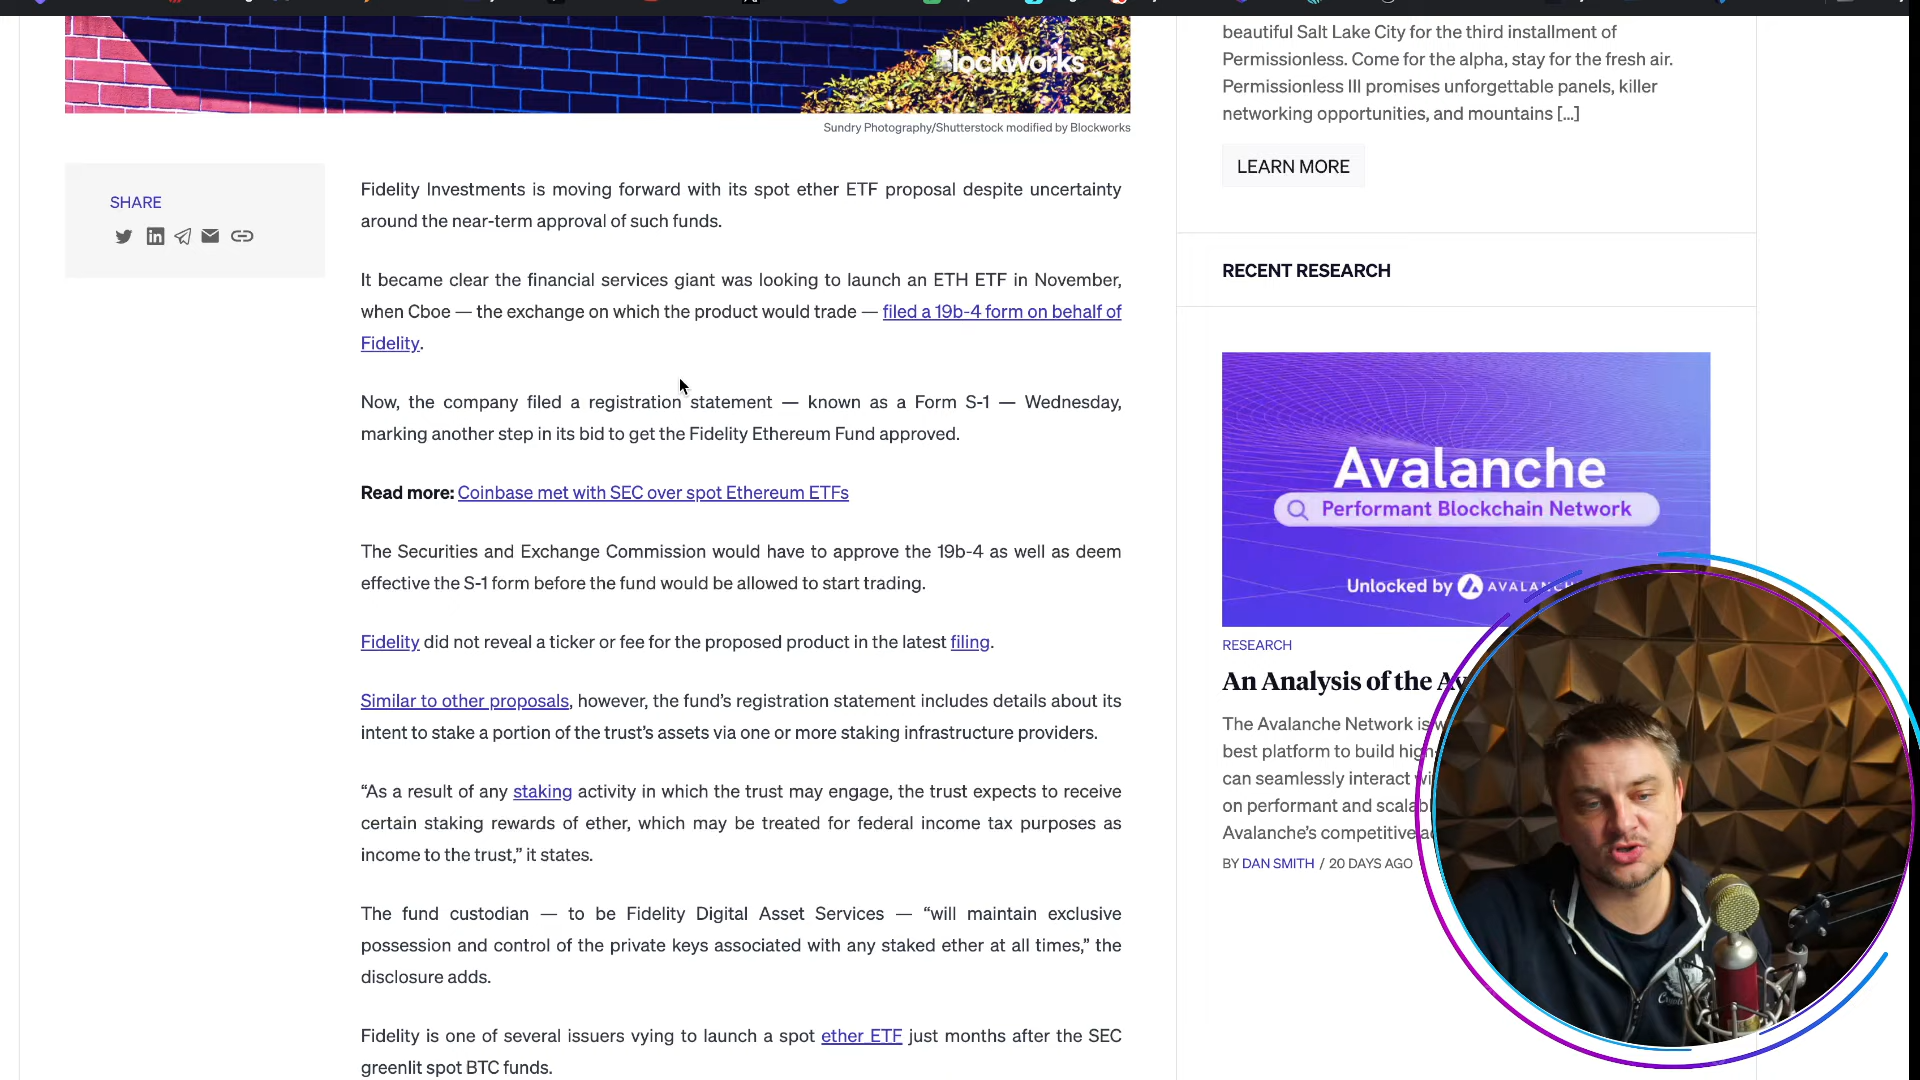 Blockworks
Sundry Photography/Shutterstock modified by Blockworks
SHARE
Fidelity Investments is moving forward with its spot ether ETF proposal despite uncertainty
around the near-term approval of such funds.
It became clear the financial services giant was looking to launch an ETH ETF in November,
when Cboe — the exchange on which the product would trade — filed a 19b-4 form on behalf of
Fidelity.
Now, the company filed a registration statement — known as a Form S-1 — Wednesday,
marking another step in its bid to get the Fidelity Ethereum Fund approved.
Read more: Coinbase met with SEC over spot Ethereum ETFs
The Securities and Exchange Commission would have to approve the 19b-4 as well as deem
effective the S-1 form before the fund would be allowed to start trading.
Fidelity did not reveal a ticker or fee for the proposed product in the latest filing.
Similar to other proposals, however, the fund’s registration statement includes details about its
intent to stake a portion of the trust’s assets via one or more staking infrastructure providers.
“As a result of any staking activity in which the trust may engage, the trust expects to receive
certain staking rewards of ether, which may be treated for federal income tax purposes as
income to the trust,” it states.
The fund custodian — to be Fidelity Digital Asset Services — “will maintain exclusive
possession and control of the private keys associated with any staked ether at all times,” the
disclosure adds.
Fidelity is one of several issuers vying to launch a spot ether ETF just months after the SEC
greenlit spot BTC funds.
beautiful Salt Lake City for the third installment of
Permissionless. Come for the alpha, stay for the fresh air.
Permissionless III promises unforgettable panels, killer
networking opportunities, and mountains [...]
LEARN MORE
RECENT RESEARCH
Avalanche
Performant Blockchain Network
Unlocked by AVALANCH
RESEARCH
An Analysis of the Av
The Avalanche Network is
best platform to build high-
can seamlessly interact
on performant and scalabl
Avalanche’s competitive
BY DAN SMITH / 20 DAYS AGO